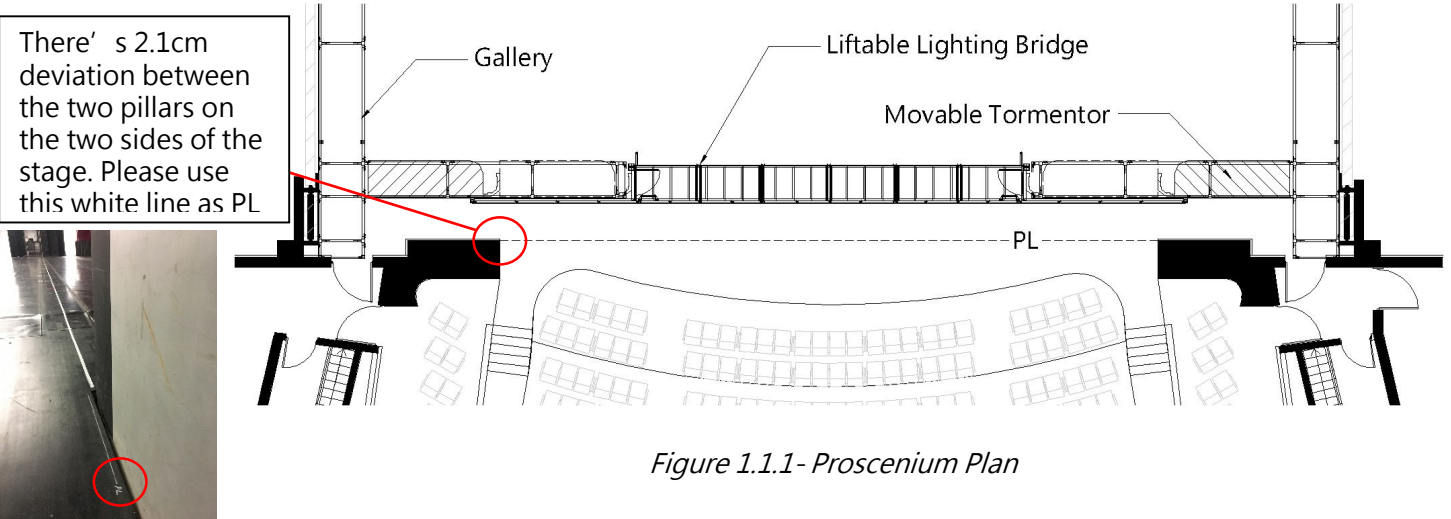 There’ s 2.1cm
deviation between
the two pillars on
the two sides of the
stage. Please use
this white line as PL
Gallery
Liftable Lighting Bridge
Movable Tormentor
PL
PL
Figure 1.1.1- Proscenium Plan